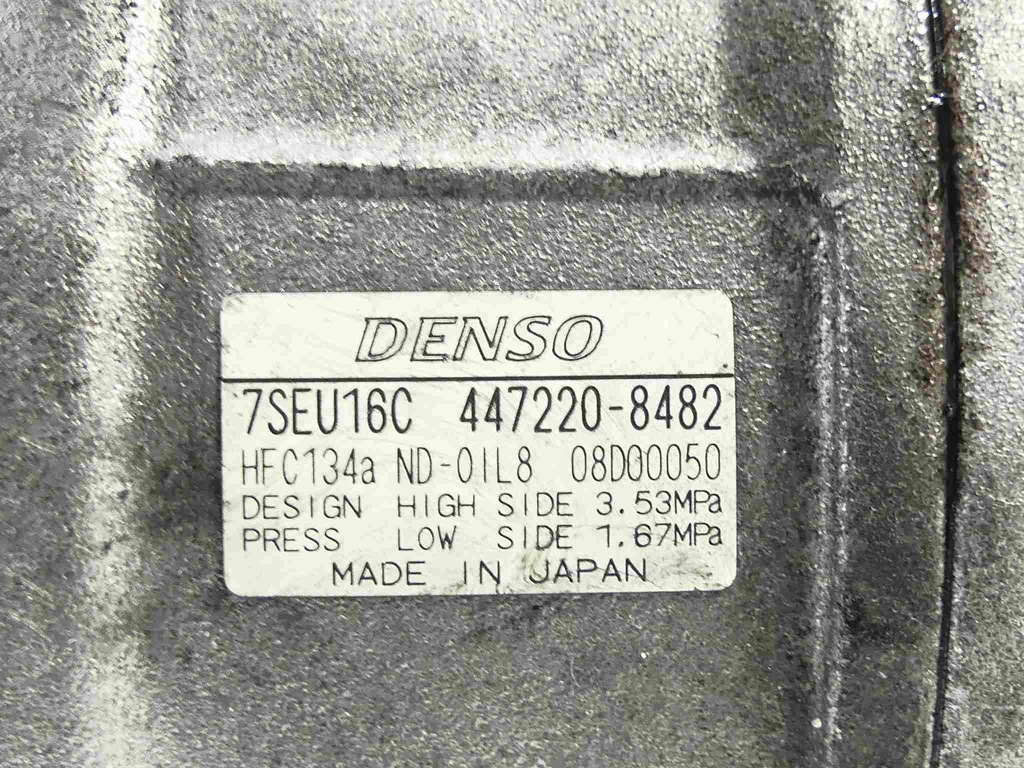 DENSO
7SEU16C 447220-8482
HFC134a ND-OIL8 08D00050
DESIGN HIGH SIDE 3.53MPa
PRESS LOW SIDE 1.67MPa
MADE IN JAPAN